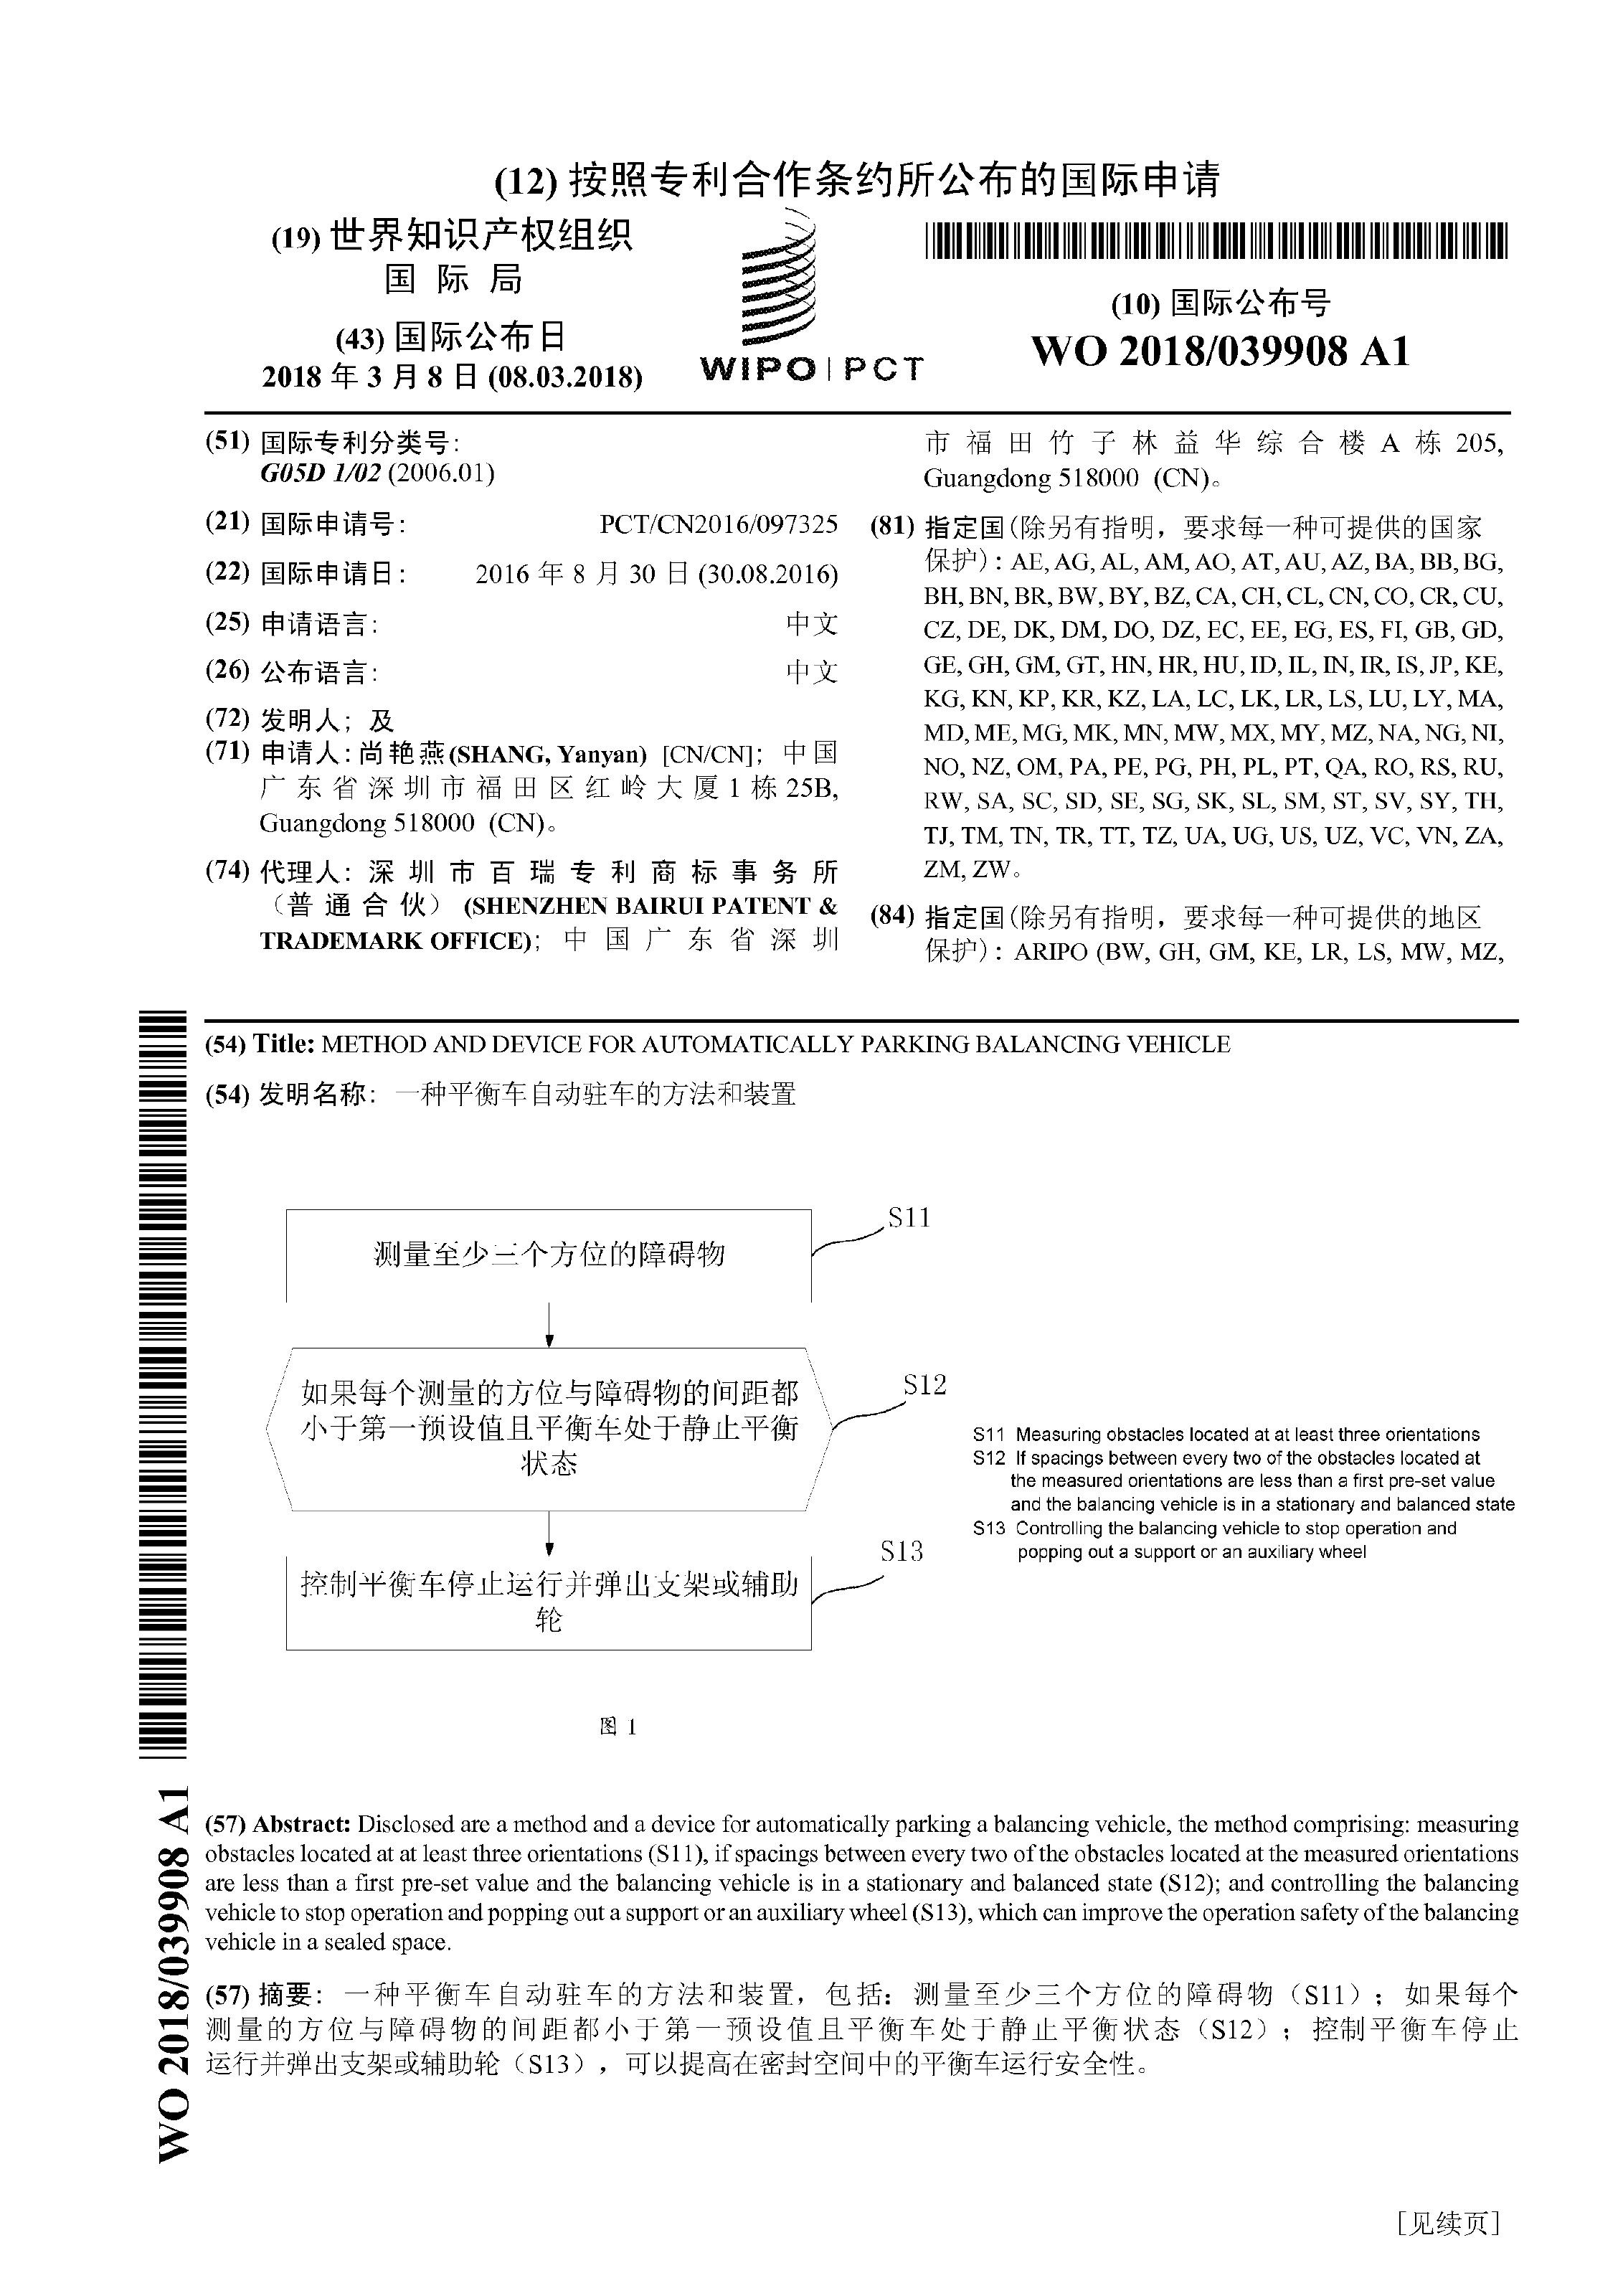 (12) 按照专利合作条约所公布的国际申请
(19) 世界知识产权组织
国 际 局
(43) 国际公布日
2018 年 3 月 8 日 (08.03.2018)
WIPO | PCT
(10) 国际公布号
WO 2018/039908 A1
(51) 国际专利分类号:
G05D 1/02 (2006.01)
(21) 国际申请号: PCT/CN2016/097325
(22) 国际申请日: 2016 年 8 月 30 日 (30.08.2016)
(25) 申请语言: 中文
(26) 公布语言: 中文
(72) 发明人; 及
(71) 申请人: 尚艳燕(SHANG, Yanyan) [CN/CN]; 中国
广东省深圳市福田区红岭大厦1栋25B,
Guangdong 518000 (CN)。
(74) 代理人: 深圳市百瑞专利商标事务所
(普通合伙) (SHENZHEN BAIRUI PATENT &
TRADEMARK OFFICE); 中国广东省深圳
市福田竹子林益华综合楼A栋205,
Guangdong 518000 (CN)。
(81) 指定国(除另有指明，要求每一种可提供的国家
保护): AE, AG, AL, AM, AO, AT, AU, AZ, BA, BB, BG,
BH, BN, BR, BW, BY, BZ, CA, CH, CL, CN, CO, CR, CU,
CZ, DE, DK, DM, DO, DZ, EC, EE, EG, ES, FI, GB, GD,
GE, GH, GM, GT, HN, HR, HU, ID, IL, IN, IR, IS, JP, KE,
KG, KN, KP, KR, KZ, LA, LC, LK, LR, LS, LU, LY, MA,
MD, ME, MG, MK, MN, MW, MX, MY, MZ, NA, NG, NI,
NO, NZ, OM, PA, PE, PG, PH, PL, PT, QA, RO, RS, RU,
RW, SA, SC, SD, SE, SG, SK, SL, SM, ST, SV, SY, TH,
TJ, TM, TN, TR, TT, TZ, UA, UG, US, UZ, VC, VN, ZA,
ZM, ZW。
(84) 指定国(除另有指明，要求每一种可提供的地区
保护): ARIPO (BW, GH, GM, KE, LR, LS, MW, MZ,
(54) Title: METHOD AND DEVICE FOR AUTOMATICALLY PARKING BALANCING VEHICLE
(54) 发明名称: 一种平衡车自动驻车的方法和装置
S11
测量至少三个方位的障碍物
S12
如果每个测量的方位与障碍物的间距都
小于第一预设值且平衡车处于静止平衡
状态
S13
控制平衡车停止运行并弹出支架或辅助
轮
图 1
S11 Measuring obstacles located at at least three orientations
S12 If spacings between every two of the obstacles located at
the measured orientations are less than a first pre-set value
and the balancing vehicle is in a stationary and balanced state
S13 Controlling the balancing vehicle to stop operation and
popping out a support or an auxiliary wheel
WO 2018/039908 A1
(57) Abstract: Disclosed are a method and a device for automatically parking a balancing vehicle, the method comprising: measuring
obstacles located at at least three orientations (S11), if spacings between every two of the obstacles located at the measured orientations
are less than a first pre-set value and the balancing vehicle is in a stationary and balanced state (S12); and controlling the balancing
vehicle to stop operation and popping out a support or an auxiliary wheel (S13), which can improve the operation safety of the balancing
vehicle in a sealed space.
(57) 摘要: 一种平衡车自动驻车的方法和装置，包括: 测量至少三个方位的障碍物（S11）; 如果每个
测量的方位与障碍物的间距都小于第一预设值且平衡车处于静止平衡状态（S12）; 控制平衡车停止
运行并弹出支架或辅助轮（S13），可以提高在密封空间中的平衡车运行安全性。
[见续页]